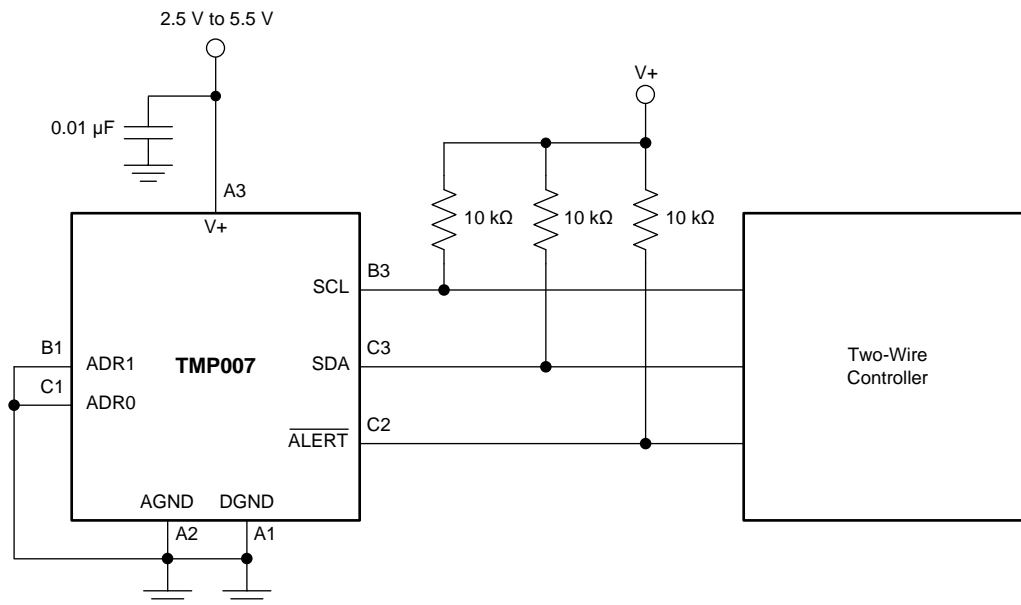 2.5 V to 5.5 V
V+
0.01 µF
A3
10 kΩ
10 kΩ
10 kΩ
V+
B3
SCL
B1
ADR1
TMP007
SDA
C3
Two-Wire
Controller
C1
ADR0
C2
ALERT
AGND
DGND
A2
A1